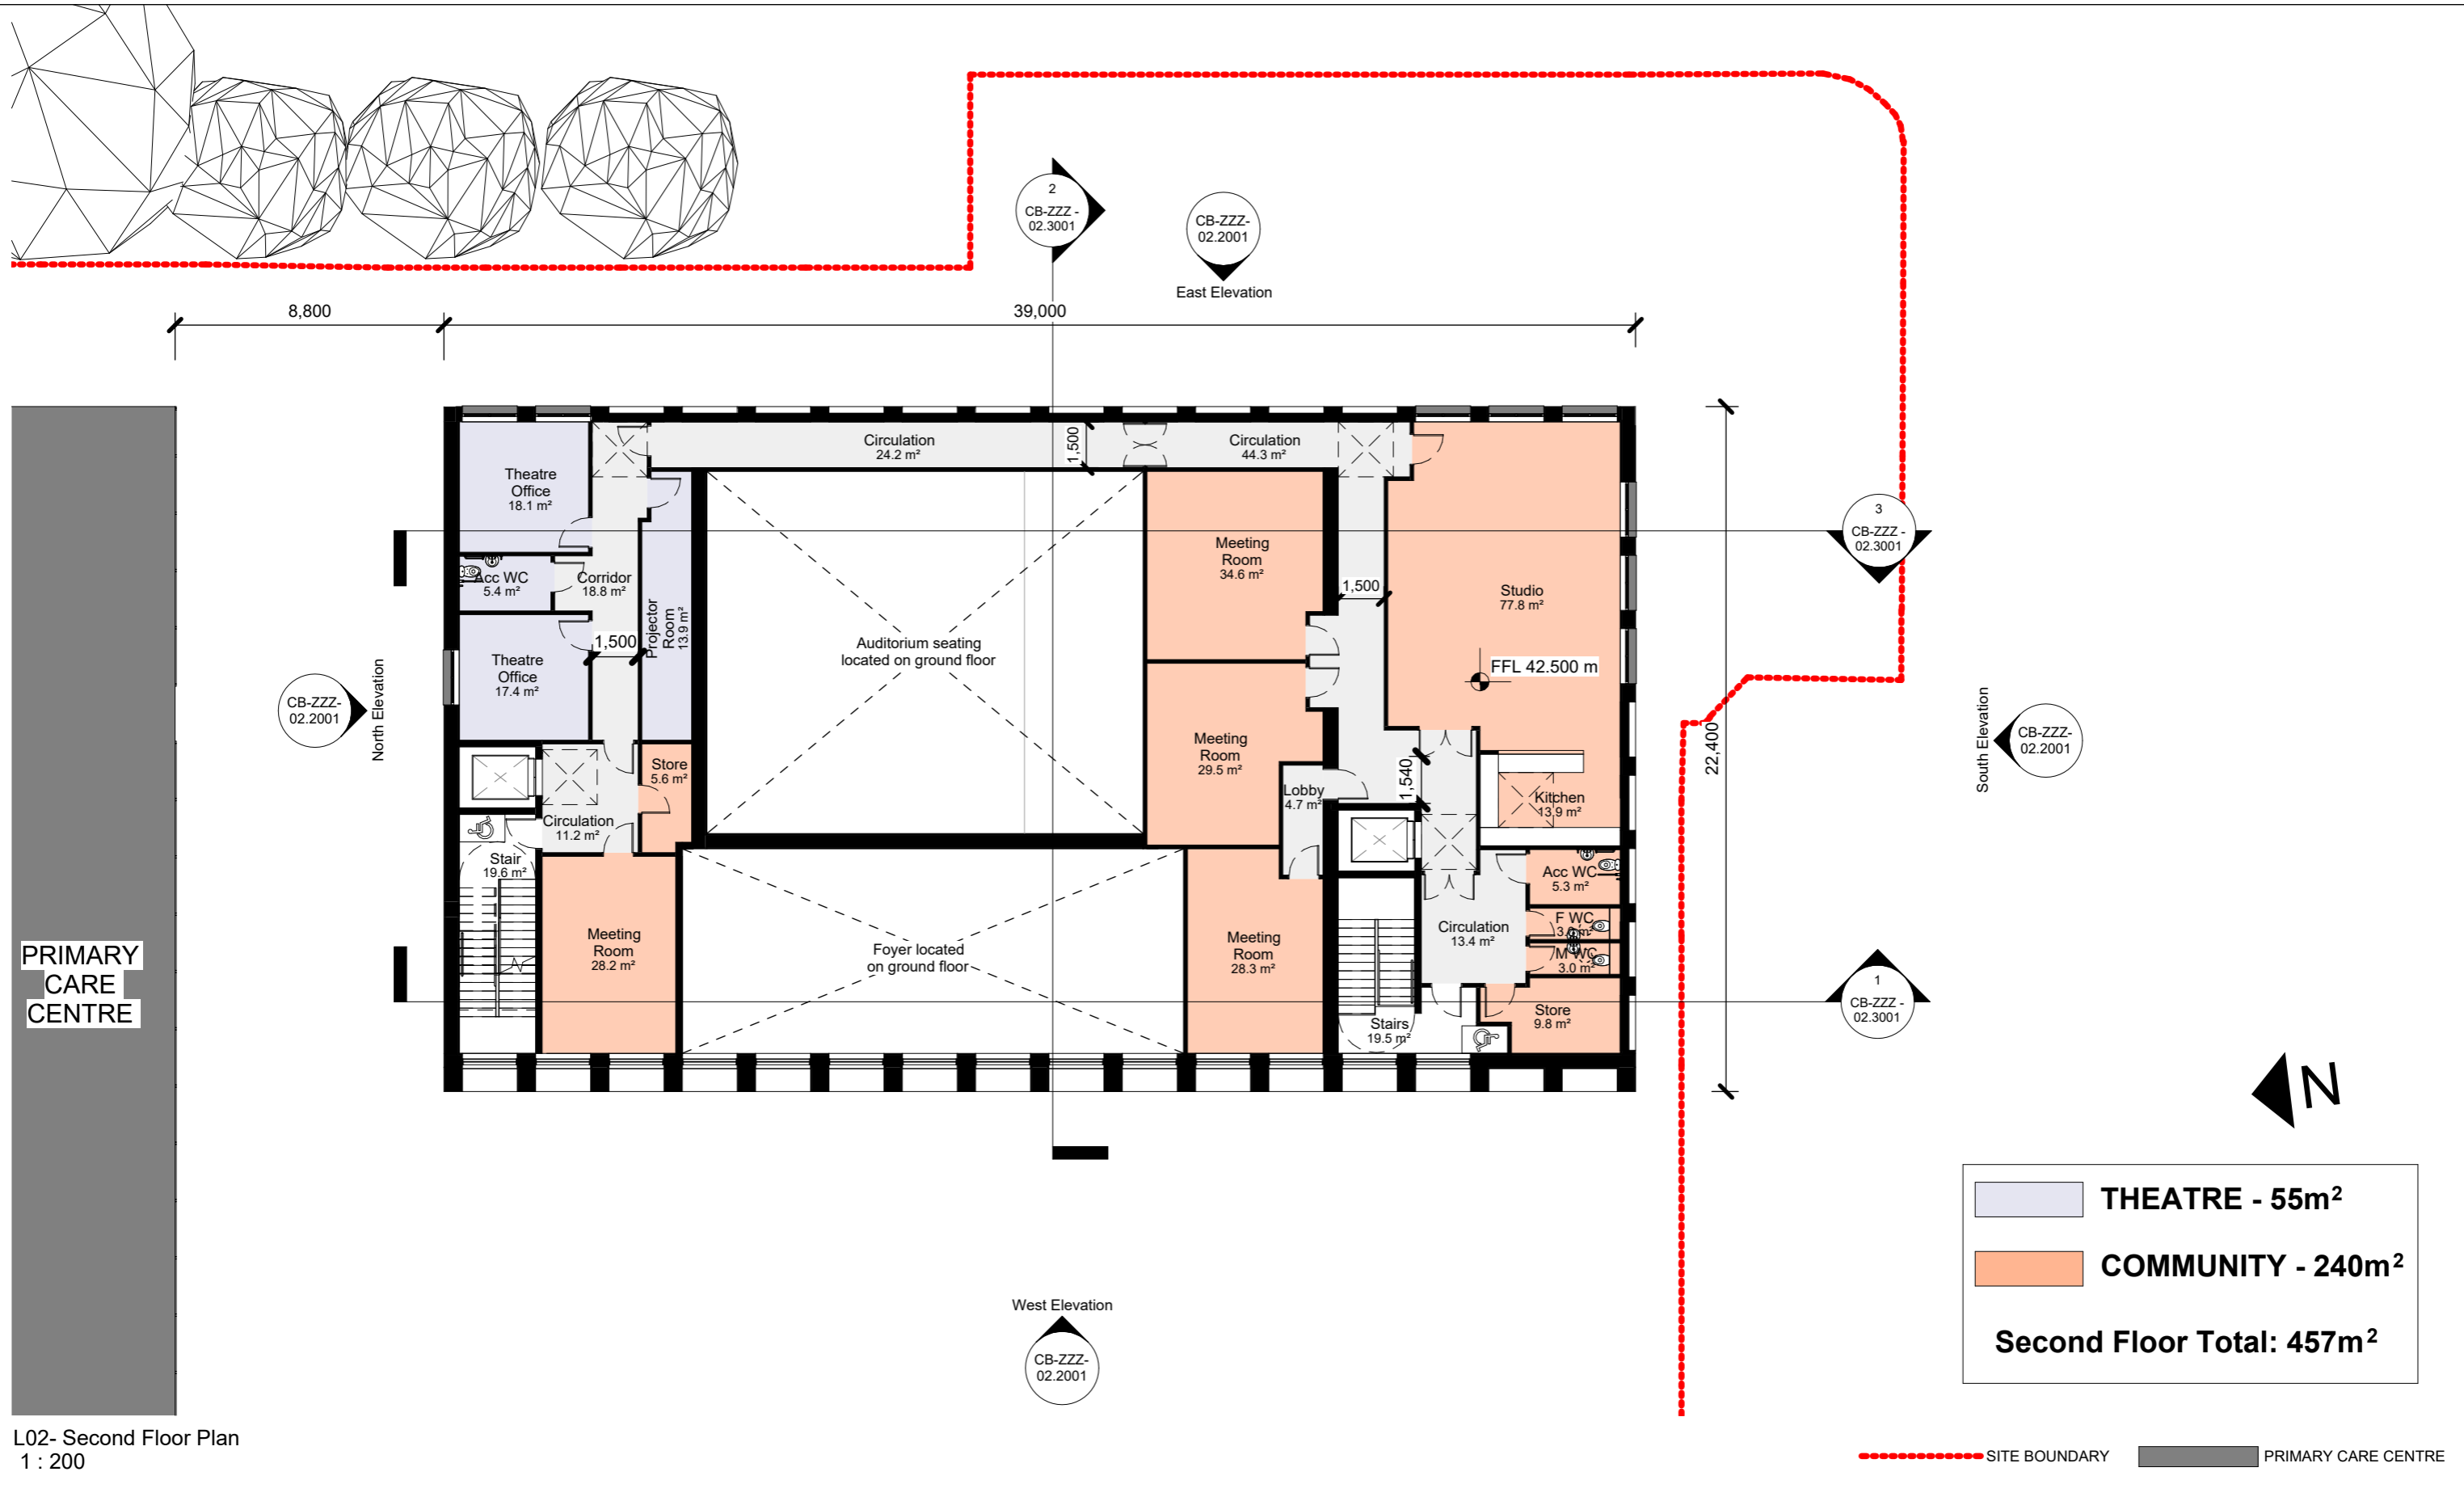 2
CB-ZZZ -
02.3001
CB-ZZZ-
02.2001
East Elevation
8,800
39,000
Circulation
24.2 m²
1,500
Circulation
44.3 m²
Theatre
Office
18.1 m²
Acc WC
5.4 m²
Corridor
18.8 m²
Projector
Room
13.9 m²
1,500
Theatre
Office
17.4 m²
Auditorium seating
located on ground floor
Meeting
Room
34.6 m²
1,500
Studio
77.8 m²
FFL 42.500 m
3
CB-ZZZ -
02.3001
22,400
CB-ZZZ-
02.2001
North Elevation
South Elevation
CB-ZZZ-
02.2001
Store
5.6 m²
Meeting
Room
29.5 m²
Lobby
4.7 m²
1,540
Kitchen
13.9 m²
Circulation
11.2 m²
Stair
19.6 m²
Acc WC
5.3 m²
F WC
M WC
3.0 m²
Circulation
13.4 m²
Meeting
Room
28.2 m²
Foyer located
on ground floor
Meeting
Room
28.3 m²
Stairs
19.5 m²
Store
9.8 m²
1
CB-ZZZ -
02.3001
PRIMARY
CARE
CENTRE
N
THEATRE - 55m²
COMMUNITY - 240m²
Second Floor Total: 457m²
West Elevation
CB-ZZZ-
02.2001
L02- Second Floor Plan
1 : 200
SITE BOUNDARY
PRIMARY CARE CENTRE